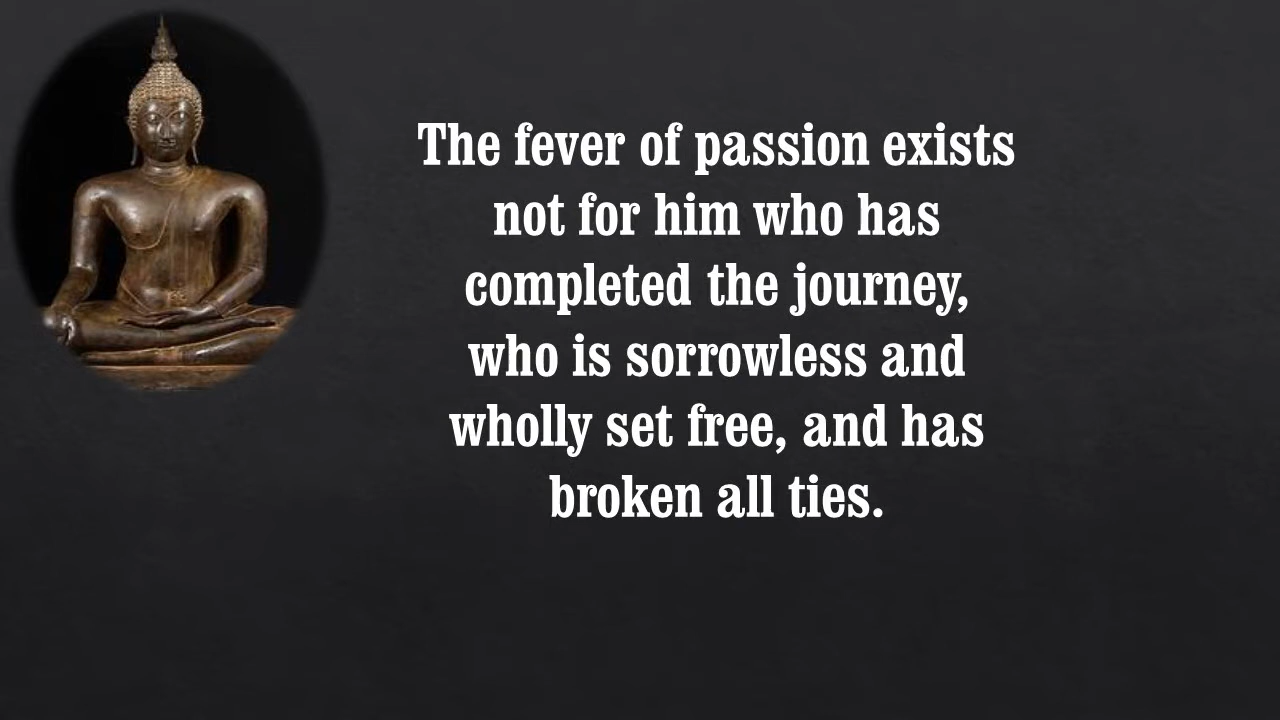 The fever of passion exists
not for him who has
completed the journey,
who is sorrowless and
wholly set free, and has
broken all ties.